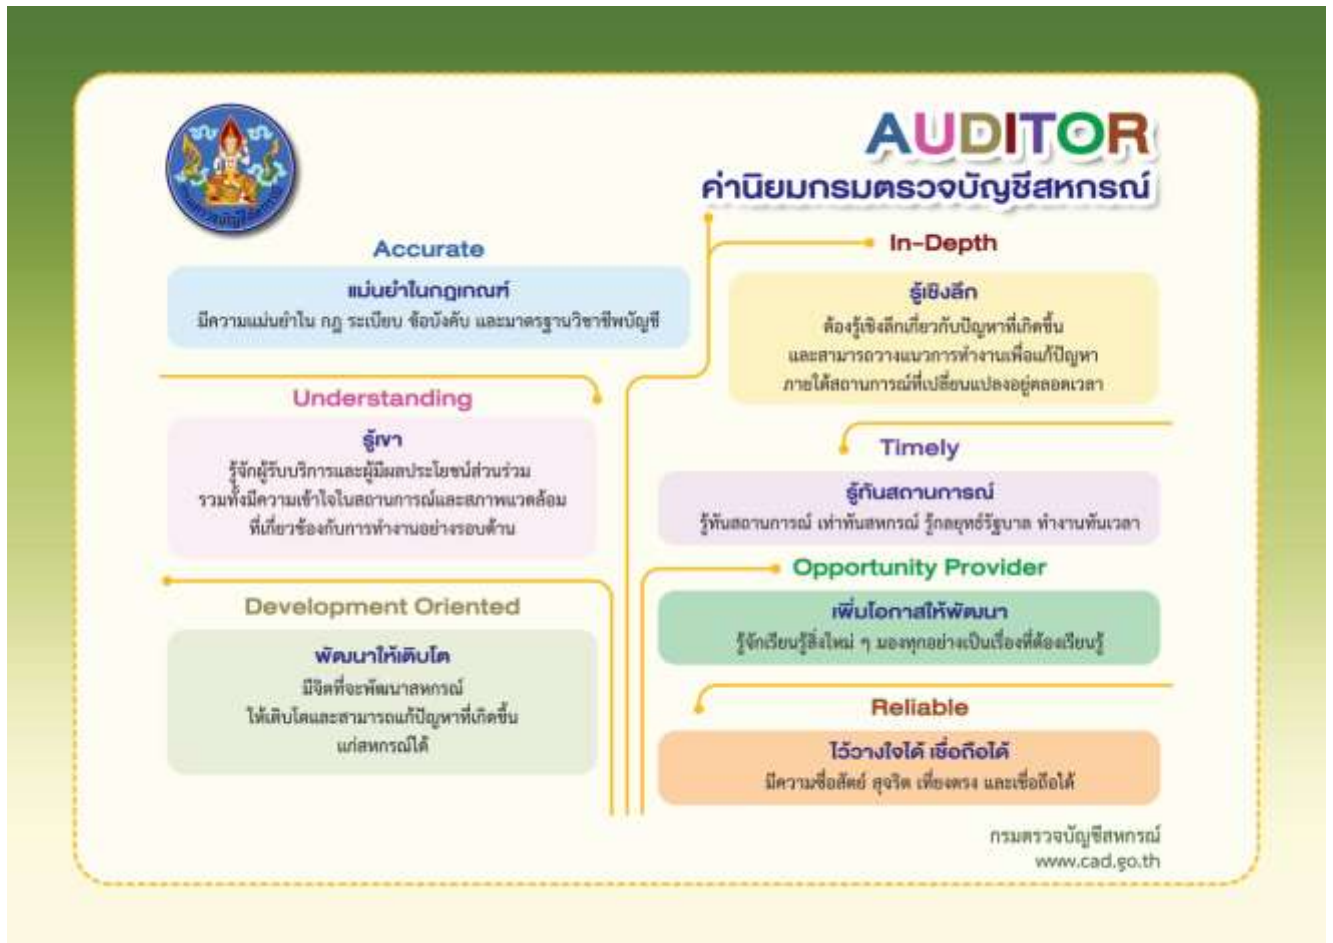 AUDITOR
ค่านิยมกรมตรวจบัญชีสหกรณ์
Accurate
แม่นยำในกฎเกณฑ์
มีความแม่นยำใน กฎ ระเบียบ ข้อบังคับ และมาตรฐานวิชาชีพบัญชี
Understanding
รู้เขา
รู้จักผู้รับบริการและผู้มีผลประโยชน์ส่วนร่วม
รวมทั้งมีความเข้าใจในสถานการณ์และสภาพแวดล้อม
ที่เกี่ยวข้องกับการทำงานอย่างรอบด้าน
Development Oriented
พัฒนาให้เติบโต
มีจิตที่จะพัฒนาสหกรณ์
ให้เติบโตและสามารถแก้ปัญหาที่เกิดขึ้น
แก่สหกรณ์ได้
In-Depth
รู้เชิงลึก
ต้องรู้เชิงลึกเกี่ยวกับปัญหาที่เกิดขึ้น
และสามารถวางแนวการทำงานเพื่อแก้ปัญหา
ภายใต้สถานการณ์ที่เปลี่ยนแปลงอยู่ตลอดเวลา
Timely
รู้ทันสถานการณ์
รู้ทันสถานการณ์ เท่าทันสหกรณ์ รู้กลยุทธ์รัฐบาล ทำงานทันเวลา
Opportunity Provider
เพิ่มโอกาสให้พัฒนา
รู้จักเรียนรู้สิ่งใหม่ ๆ มองทุกอย่างเป็นเรื่องที่ต้องเรียนรู้
Reliable
ไว้วางใจได้ เชื่อถือได้
มีความซื่อสัตย์ สุจริต เที่ยงตรง และเชื่อถือได้
กรมตรวจบัญชีสหกรณ์
www.cad.go.th